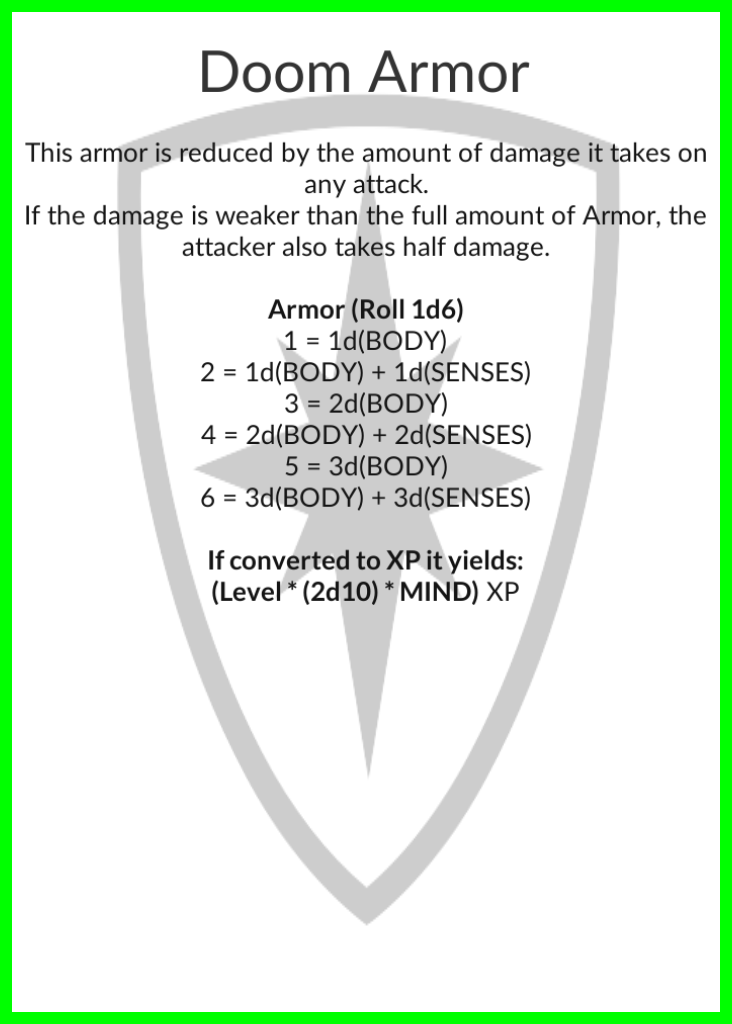 Doom Armor
This armor is reduced by the amount of damage it takes on
any attack.
If the damage is weaker than the full amount of Armor, the
attacker also takes half damage.
Armor (Roll 1d6)
1 = 1d(BODY)
2 = 1d(BODY) + 1d(SENSES)
3 = 2d(BODY)
4 = 2d(BODY) + 2d(SENSES)
5 = 3d(BODY)
6 = 3d(BODY) + 3d(SENSES)
If converted to XP it yields:
(Level * (2d10) * MIND) XP